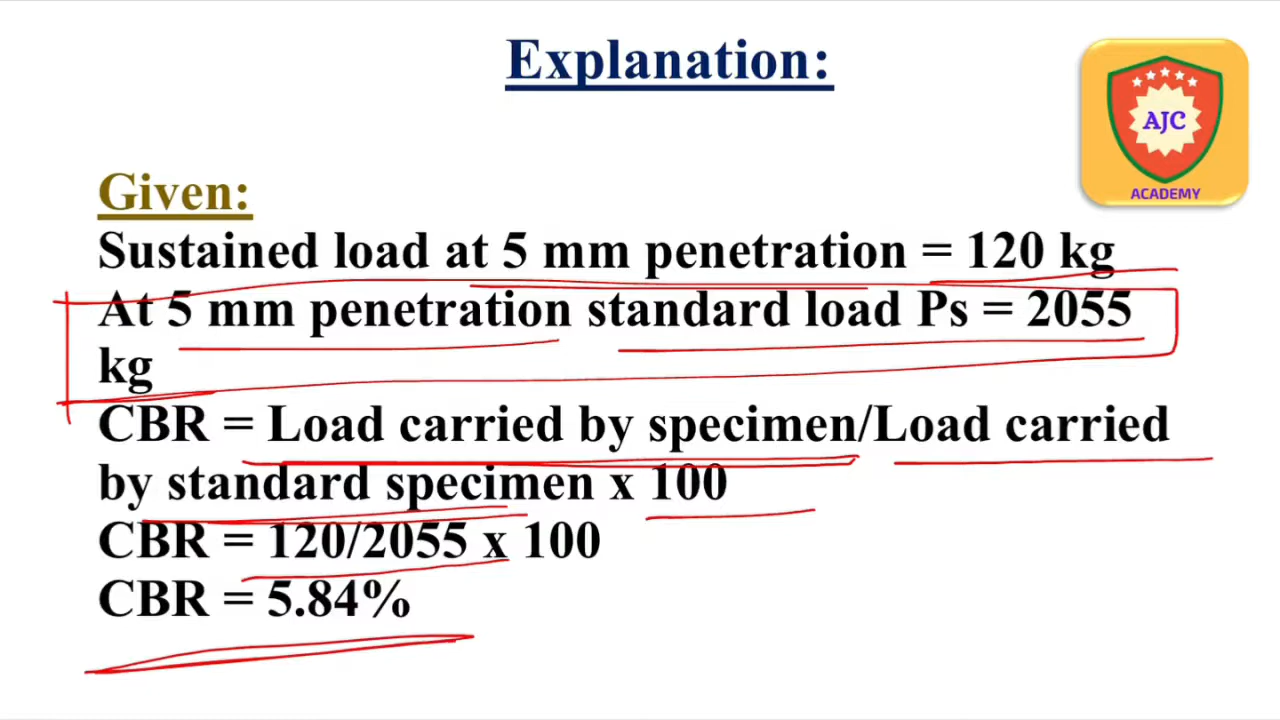 Explanation:
AJC
ACADEMY
Given:
Sustained load at 5 mm penetration = 120 kg
At 5 mm penetration standard load Ps = 2055
kg
CBR = Load carried by specimen/Load carried
by standard specimen x 100
CBR = 120/2055 x 100
CBR = 5.84%